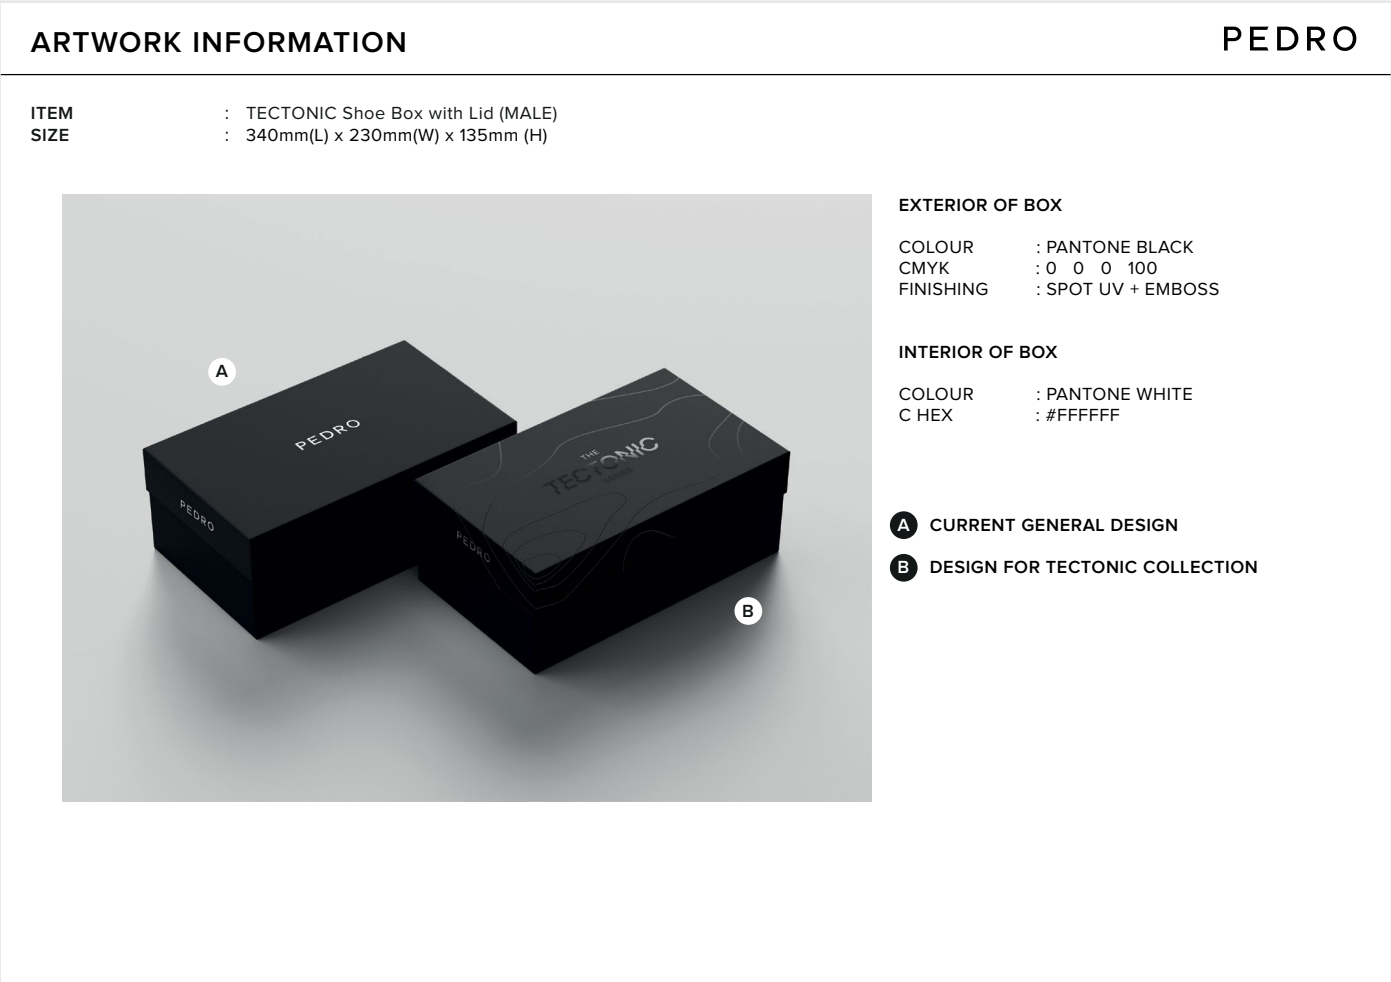 ARTWORK INFORMATION
PEDRO
ITEM : TECTONIC Shoe Box with Lid (MALE)
SIZE : 340mm(L) x 230mm(W) x 135mm (H)
A
PEDRO
PEDRO
THE
TECTONIC
SERIES
PEDRO
B
EXTERIOR OF BOX
COLOUR : PANTONE BLACK
CMYK : 0 0 0 100
FINISHING : SPOT UV + EMBOSS
INTERIOR OF BOX
COLOUR : PANTONE WHITE
C HEX : #FFFFFF
A CURRENT GENERAL DESIGN
B DESIGN FOR TECTONIC COLLECTION